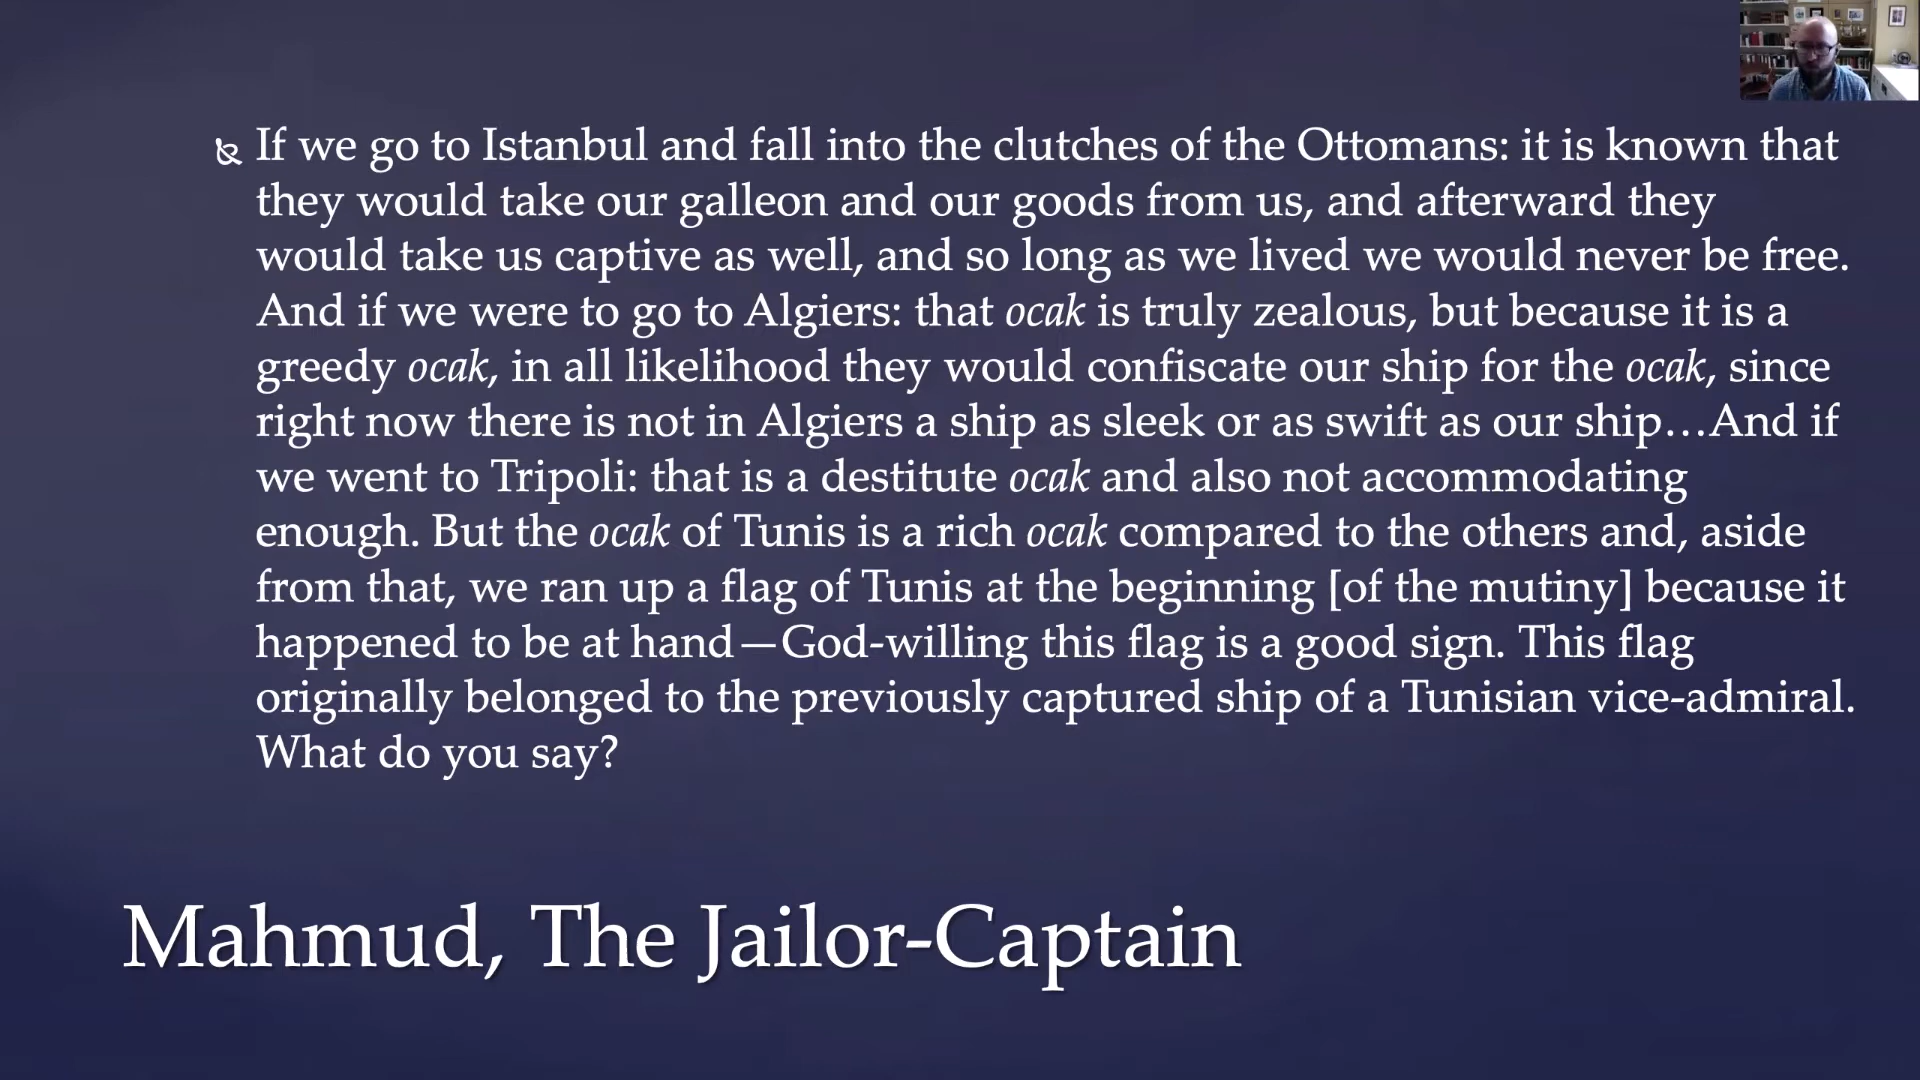 If we go to Istanbul and fall into the clutches of the Ottomans: it is known that
they would take our galleon and our goods from us, and afterward they
would take us captive as well, and so long as we lived we would never be free.
And if we were to go to Algiers: that ocak is truly zealous, but because it is a
greedy ocak, in all likelihood they would confiscate our ship for the ocak, since
right now there is not in Algiers a ship as sleek or as swift as our ship…And if
we went to Tripoli: that is a destitute ocak and also not accommodating
enough. But the ocak of Tunis is a rich ocak compared to the others and, aside
from that, we ran up a flag of Tunis at the beginning [of the mutiny] because it
happened to be at hand—God-willing this flag is a good sign. This flag
originally belonged to the previously captured ship of a Tunisian vice-admiral.
What do you say?
Mahmud, The Jailor-Captain